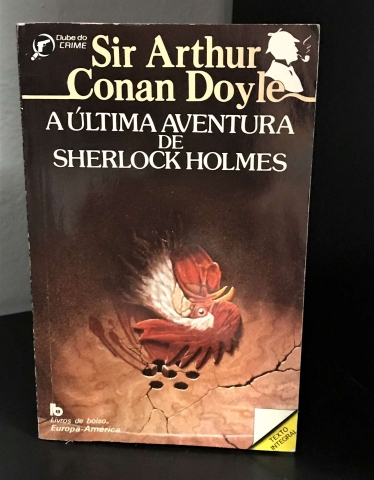 Clube do
CRIME
Sir Arthur
Conan Doyle
A ÚLTIMA AVENTURA
DE
SHERLOCK HOLMES
lb
Livros de bolso
Europa-América
TEXTO
INTEGRAL